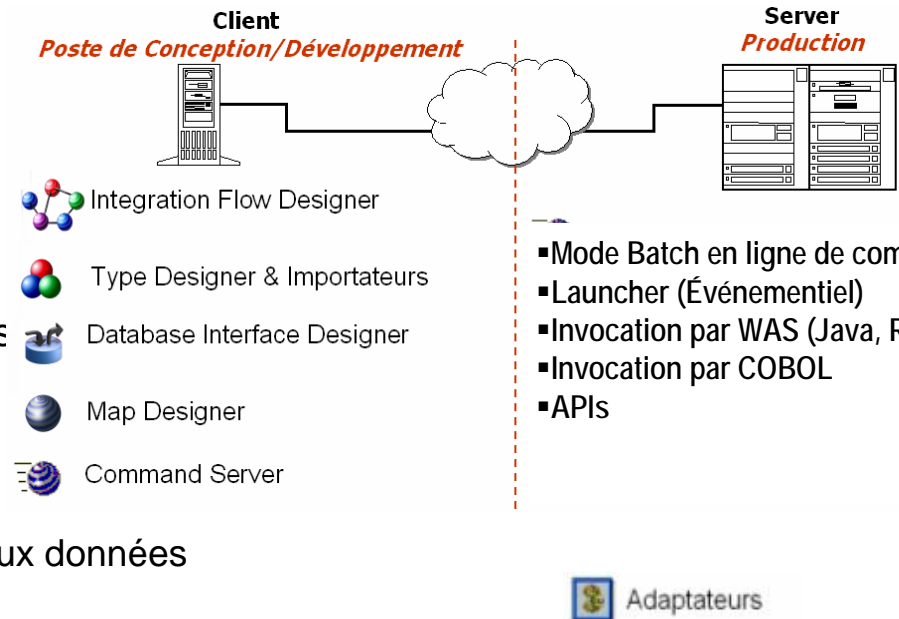 Client
Poste de Conception/Développement
Server
Production
Integration Flow Designer
Type Designer & Importateurs
Database Interface Designer
Map Designer
Command Server
▪Mode Batch en ligne de com
▪Launcher (Événementiel)
▪Invocation par WAS (Java, R
▪Invocation par COBOL
▪APIs
ux données
Adaptateurs